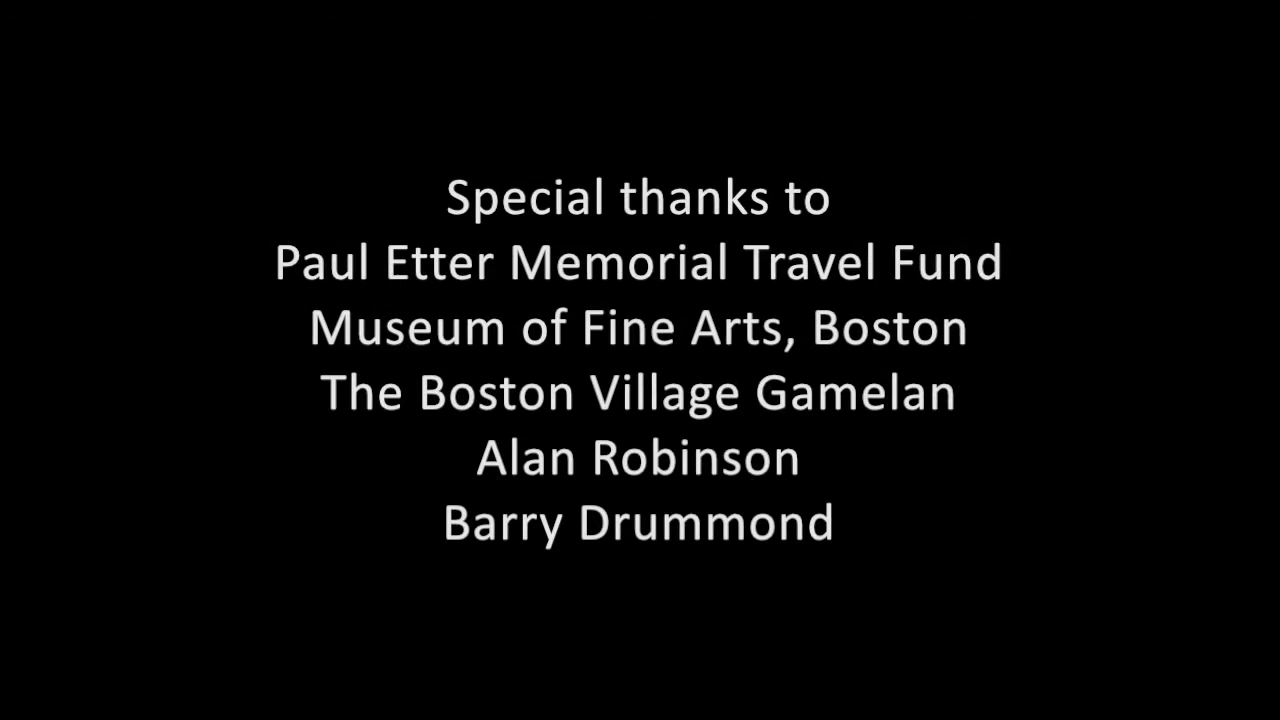 Special thanks to
Paul Etter Memorial Travel Fund
Museum of Fine Arts, Boston
The Boston Village Gamelan
Alan Robinson
Barry Drummond